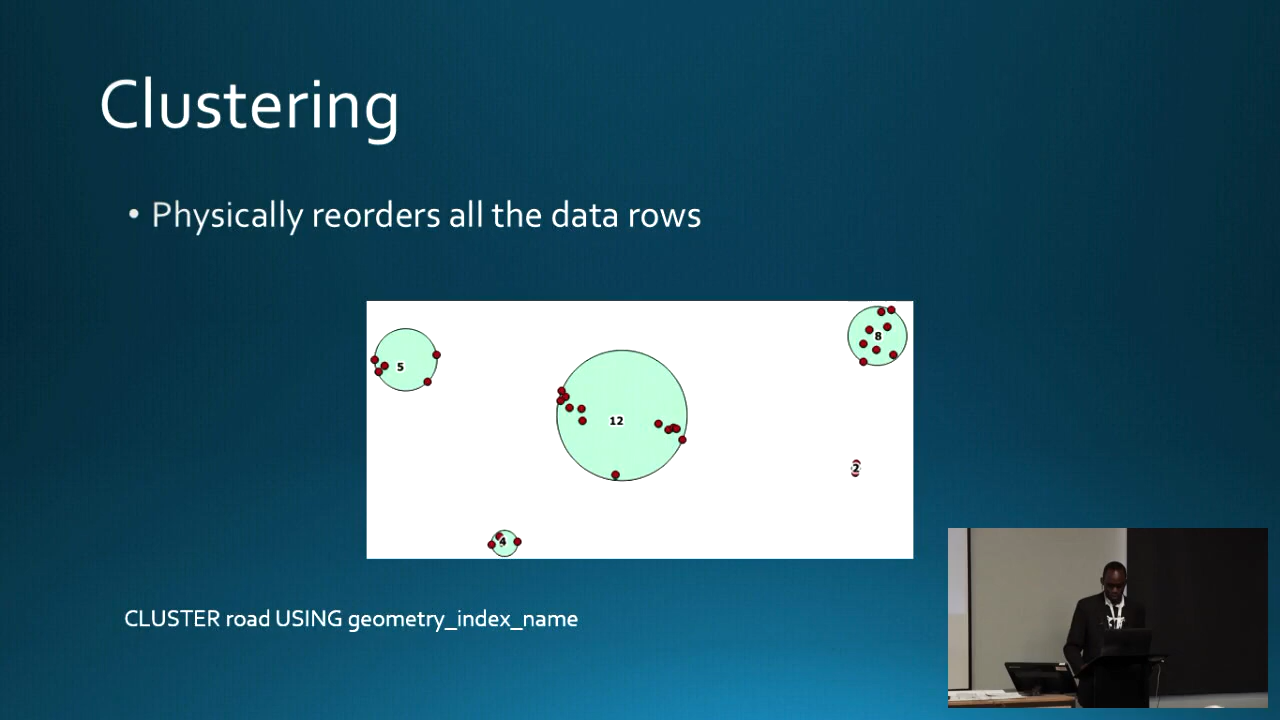 Clustering
• Physically reorders all the data rows
8
5
12
2
4
CLUSTER road USING geometry_index_name